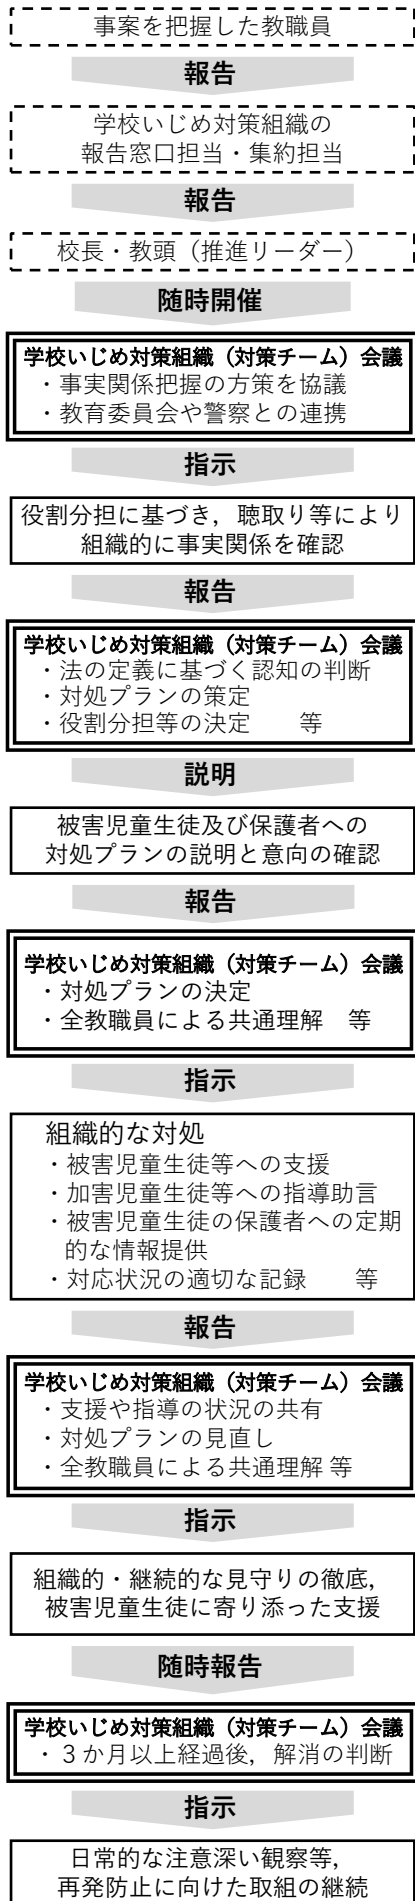 事案を把握した教職員
報告
学校いじめ対策組織の
報告窓口担当・集約担当
報告
校長・教頭（推進リーダー）
随時開催
学校いじめ対策組織（対策チーム）会議
・事実関係把握の方策を協議
・教育委員会や警察との連携
指示
役割分担に基づき，聴取り等により
組織的に事実関係を確認
報告
学校いじめ対策組織（対策チーム）会議
・法の定義に基づく認知の判断
・対処プランの策定
・役割分担等の決定　　等
説明
被害児童生徒及び保護者への
対処プランの説明と意向の確認
報告
学校いじめ対策組織（対策チーム）会議
・対処プランの決定
・全教職員による共通理解　等
指示
組織的な対処
・被害児童生徒等への支援
・加害児童生徒等への指導助言
・被害児童生徒の保護者への定期
的な情報提供
・対応状況の適切な記録　　等
報告
学校いじめ対策組織（対策チーム）会議
・支援や指導の状況の共有
・対処プランの見直し
・全教職員による共通理解 等
指示
組織的・継続的な見守りの徹底，
被害児童生徒に寄り添った支援
随時報告
学校いじめ対策組織（対策チーム）会議
・３か月以上経過後，解消の判断
指示
日常的な注意深い観察等，
再発防止に向けた取組の継続